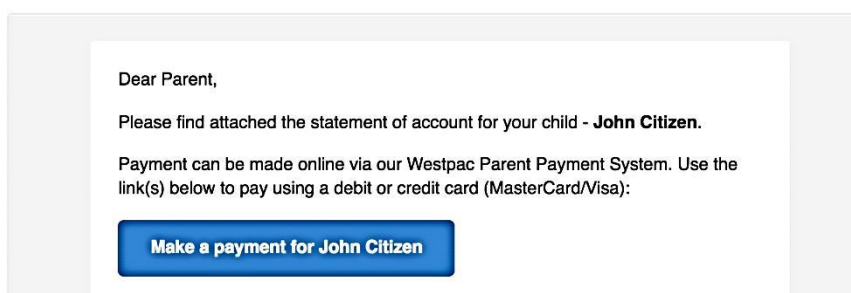 Dear Parent,
Please find attached the statement of account for your child - John Citizen.
Payment can be made online via our Westpac Parent Payment System. Use the
link(s) below to pay using a debit or credit card (MasterCard/Visa):
Make a payment for John Citizen